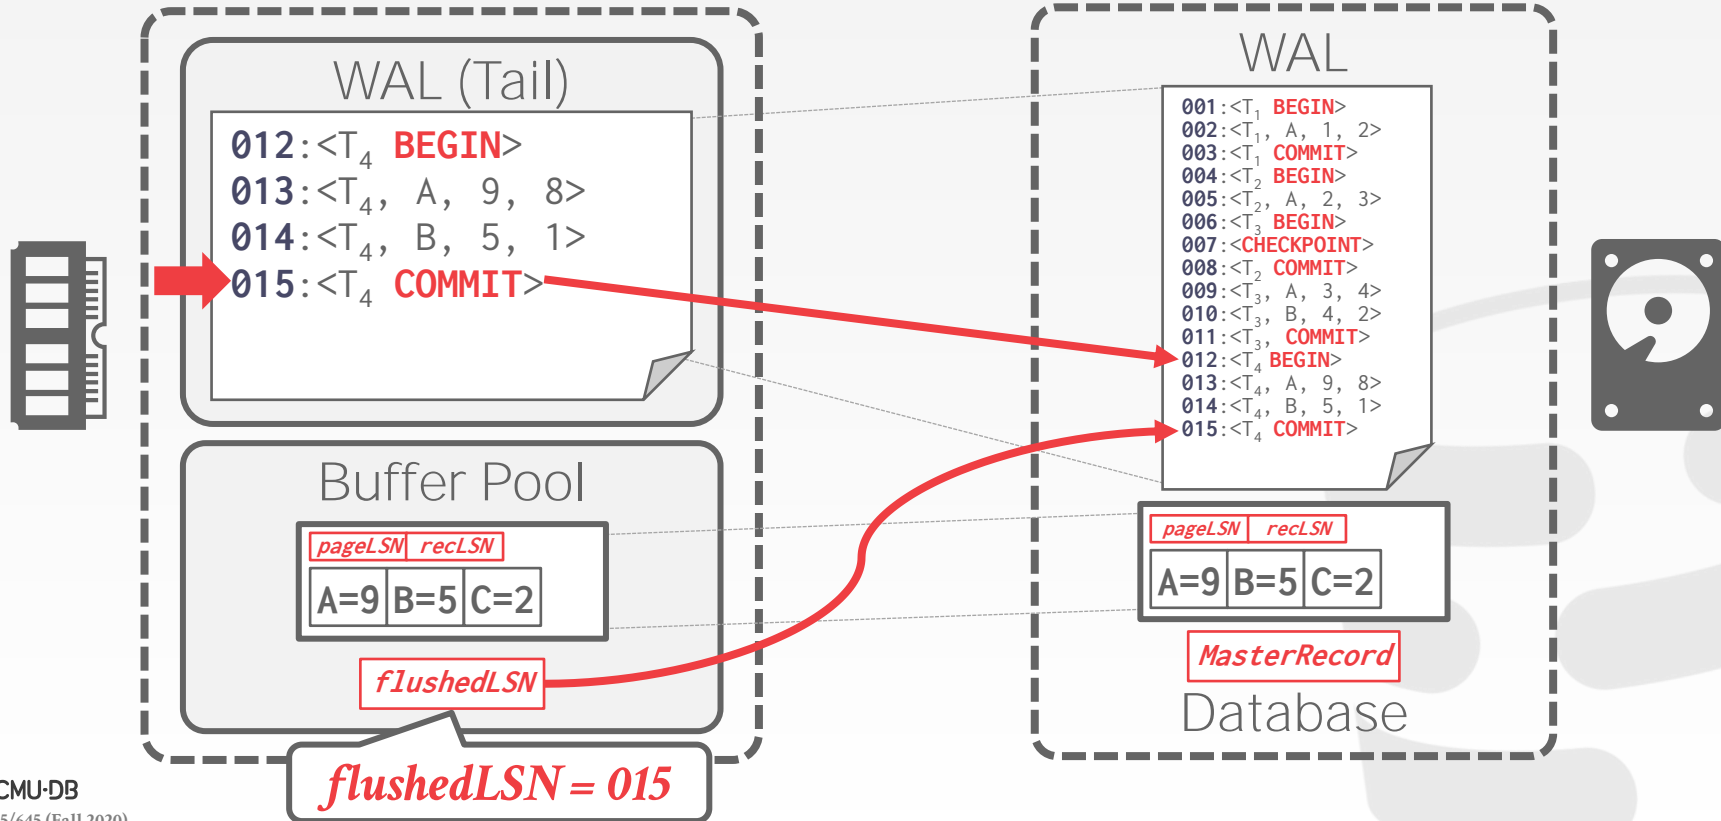 WAL (Tail)
012:<T4 BEGIN>
013:<T4, A, 9, 8>
014:<T4, B, 5, 1>
015:<T4 COMMIT>
Buffer Pool
pageLSN recLSN
A=9 B=5 C=2
flushedLSN
flushedLSN = 015
WAL
001:<T1 BEGIN>
002:<T1, A, 1, 2>
003:<T1 COMMIT>
004:<T2 BEGIN>
005:<T2, A, 2, 3>
006:<T3 BEGIN>
007:<CHECKPOINT>
008:<T2 COMMIT>
009:<T3, A, 3, 4>
010:<T3, B, 4, 2>
011:<T3, COMMIT>
012:<T4 BEGIN>
013:<T4, A, 9, 8>
014:<T4, B, 5, 1>
015:<T4 COMMIT>
pageLSN recLSN
A=9 B=5 C=2
MasterRecord
Database
CMU·DB
5/645 (Fall 2020)